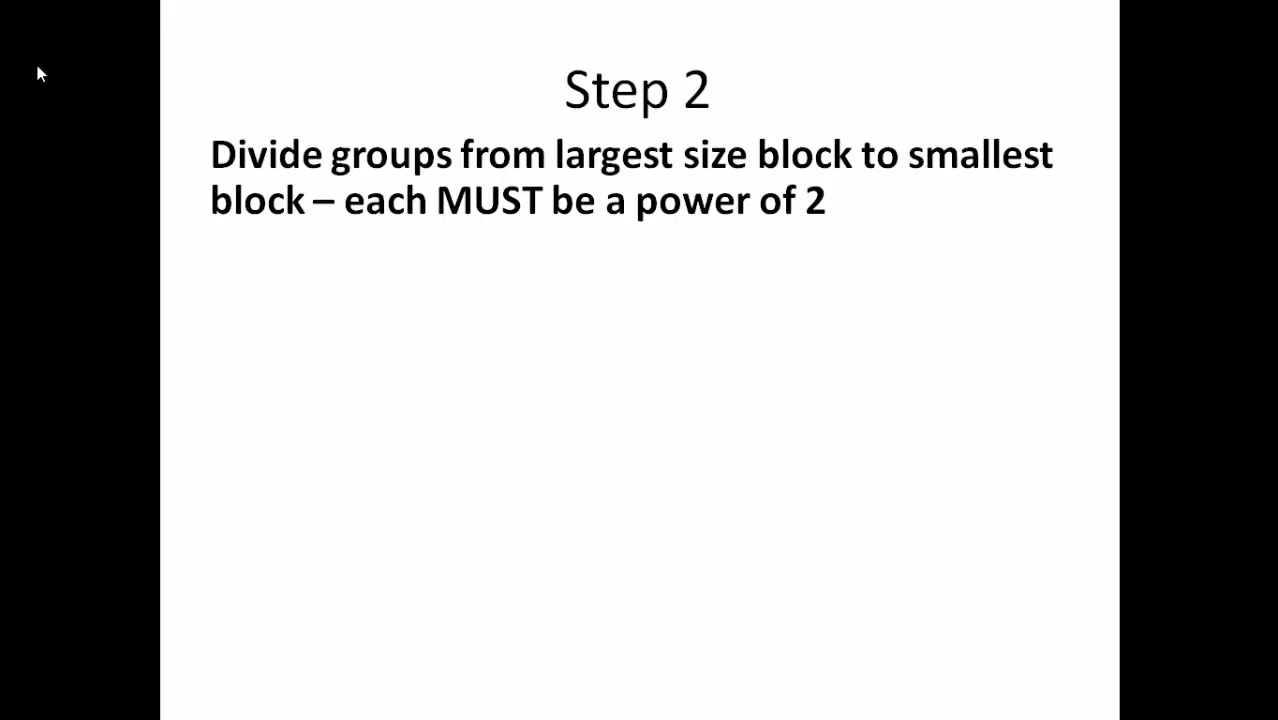 Step 2
Divide groups from largest size block to smallest
block – each MUST be a power of 2